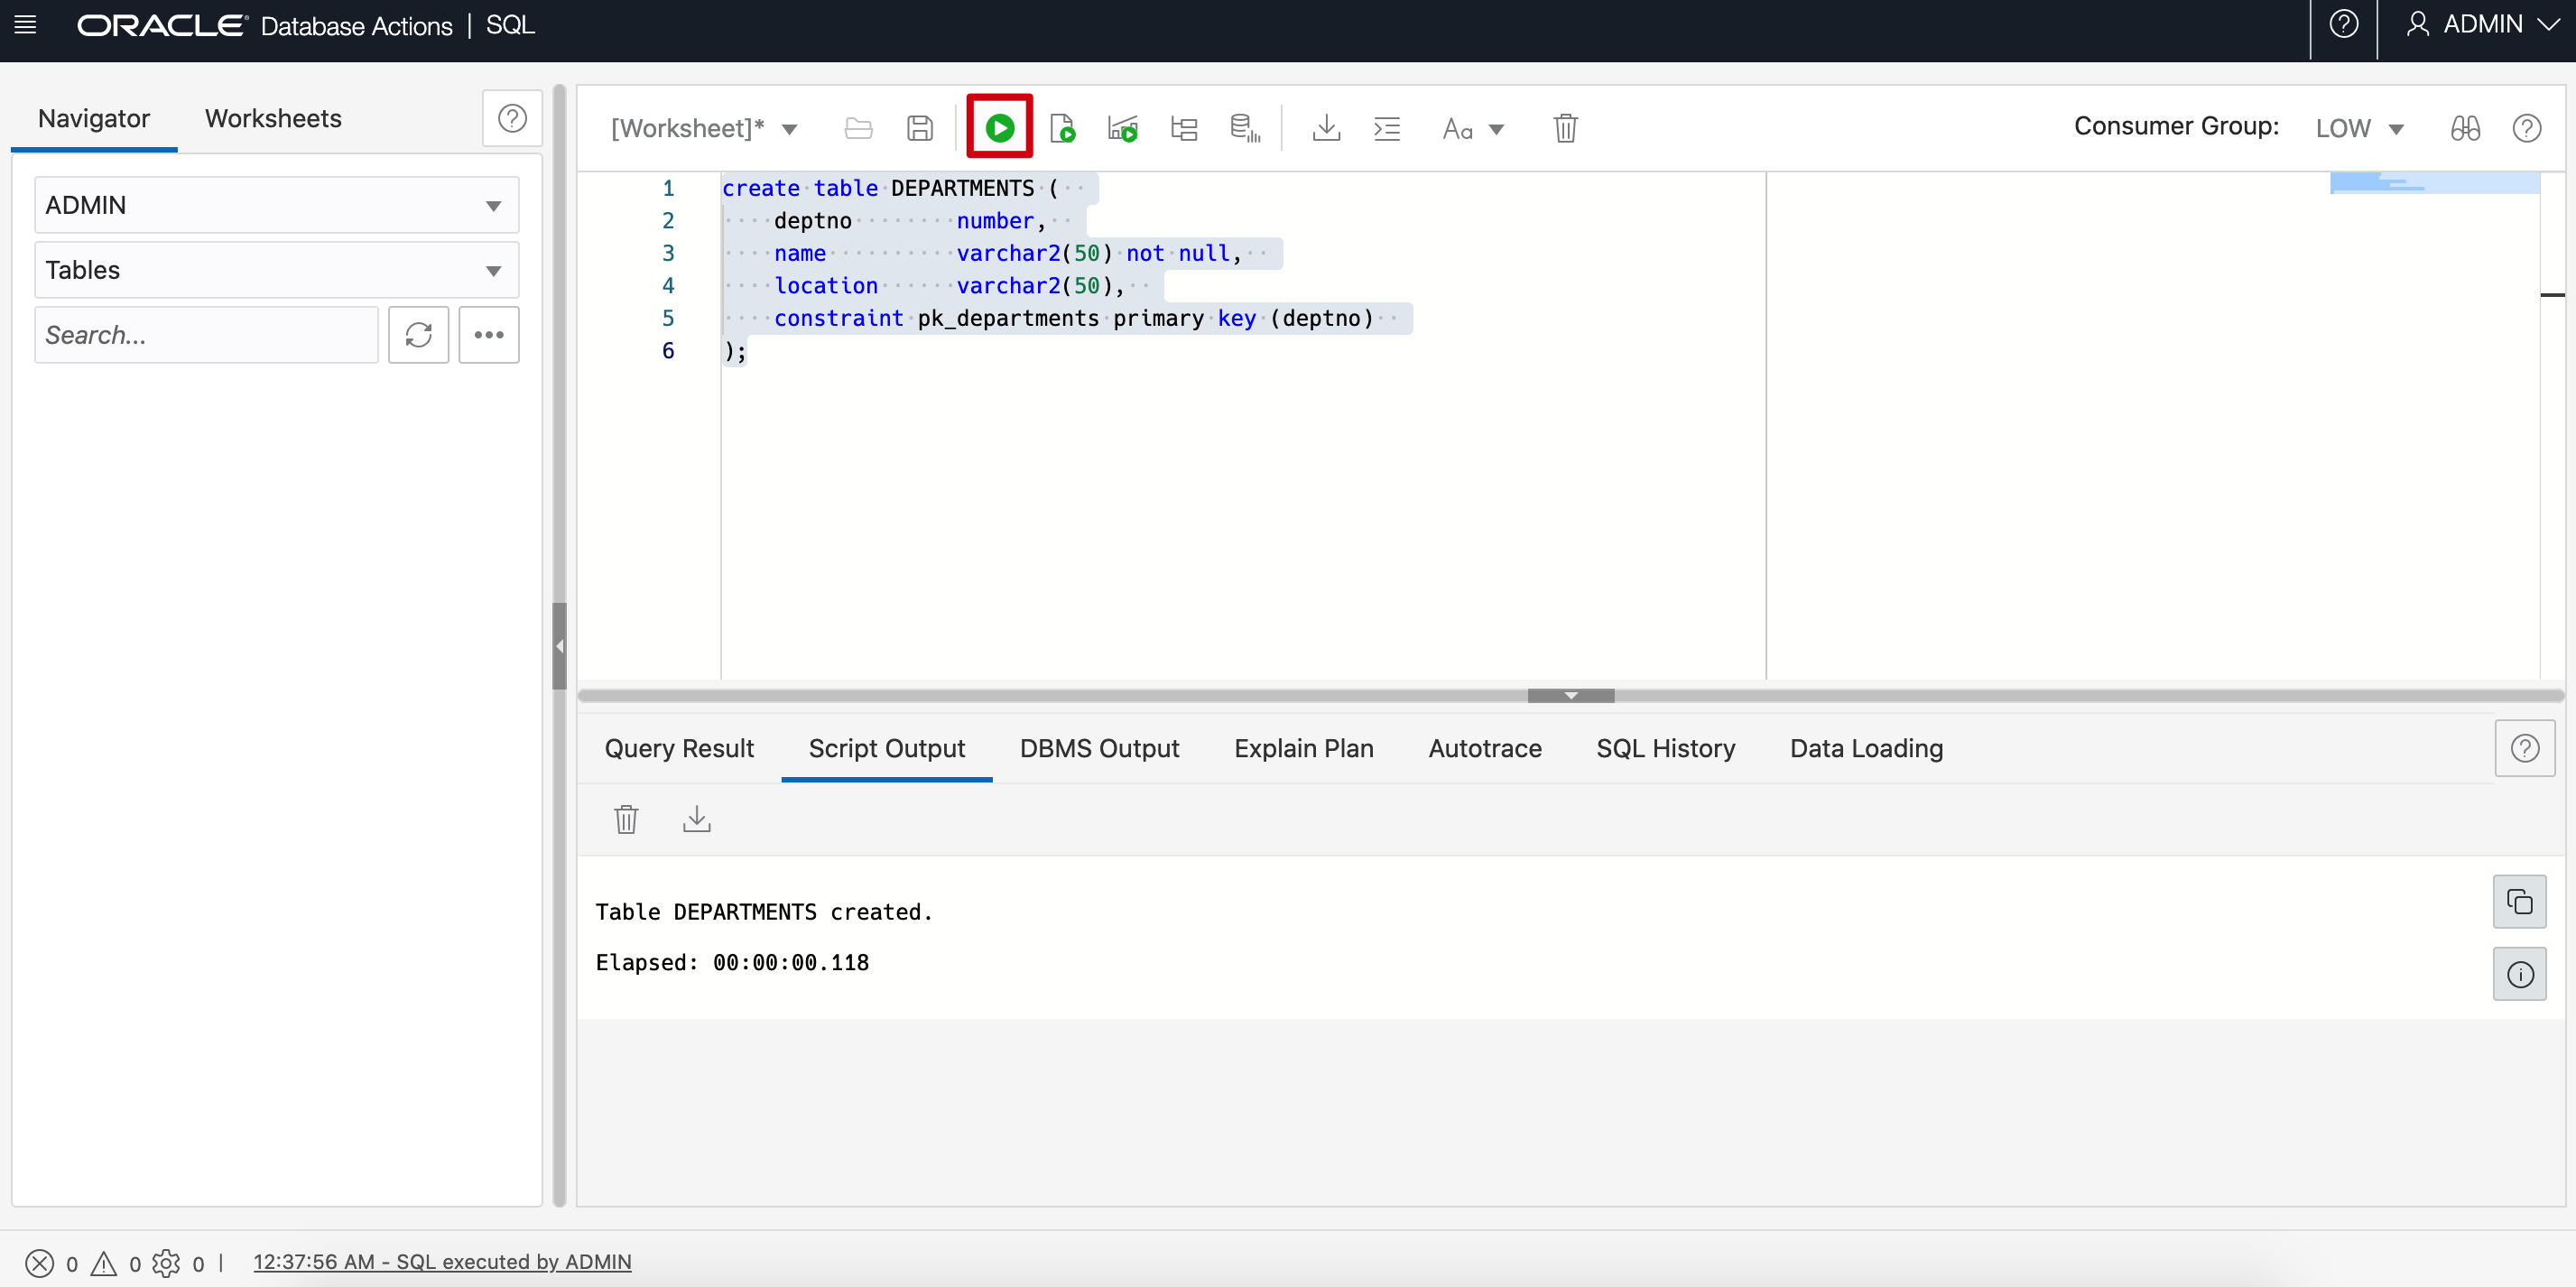 ORACLE Database Actions | SQL
ADMIN
Navigator
Worksheets
[Worksheet]*
Aa
Consumer Group:
LOW
ADMIN
Tables
Search...
1 create table DEPARTMENTS (
2 deptno number,
3 name varchar2(50) not null,
4 location varchar2(50),
5 constraint pk_departments primary key (deptno)
6 );
Query Result
Script Output
DBMS Output
Explain Plan
Autotrace
SQL History
Data Loading
Table DEPARTMENTS created.
Elapsed: 00:00:00.118
0 0 0 | 12:37:56 AM - SQL executed by ADMIN